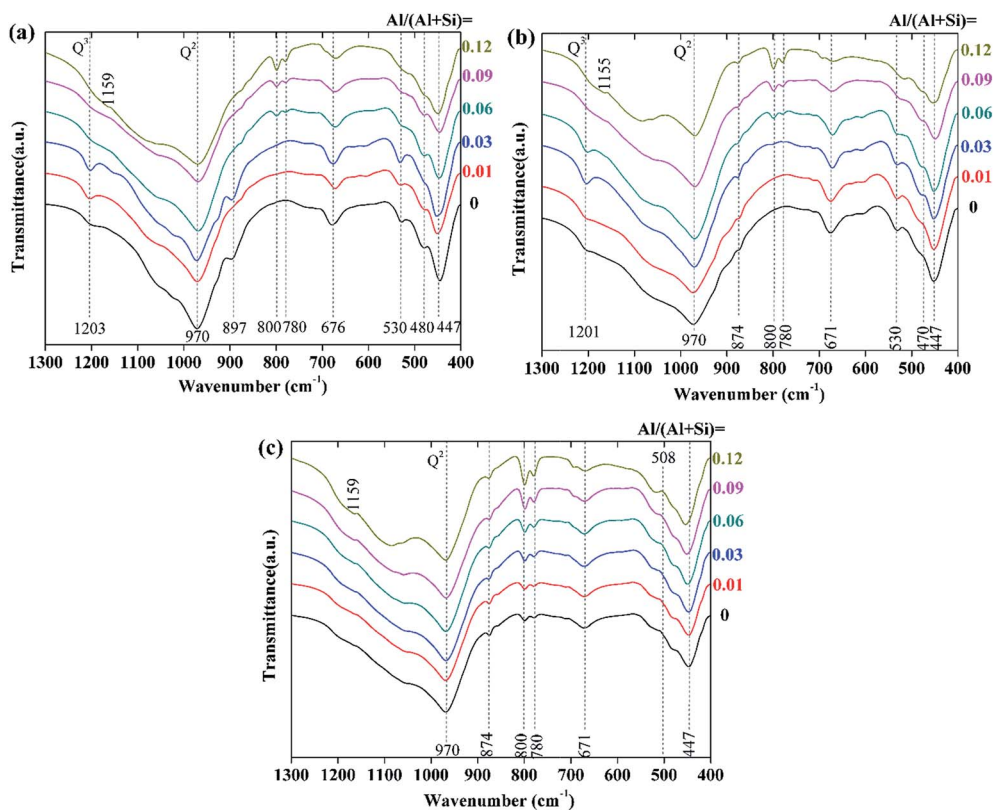 Al/(Al+Si)=
(a)
Q³
Q²
1159
0.12
0.09
0.06
0.03
0.01
0
Transmittance(a.u.)
1203
970
897
800
780
676
530
480
447
1300 1200 1100 1000 900 800 700 600 500 400
Wavenumber (cm⁻¹)
Al/(Al+Si)=
(b)
Q³
Q²
1155
0.12
0.09
0.06
0.03
0.01
0
Transmittance(a.u.)
1201
970
874
800
780
671
530
470
447
1300 1200 1100 1000 900 800 700 600 500 400
Wavenumber (cm⁻¹)
Al/(Al+Si)=
(c)
Q²
508
1159
0.12
0.09
0.06
0.03
0.01
0
Transmittance(a.u.)
970
874
800
780
671
447
1300 1200 1100 1000 900 800 700 600 500 400
Wavenumber (cm⁻¹)